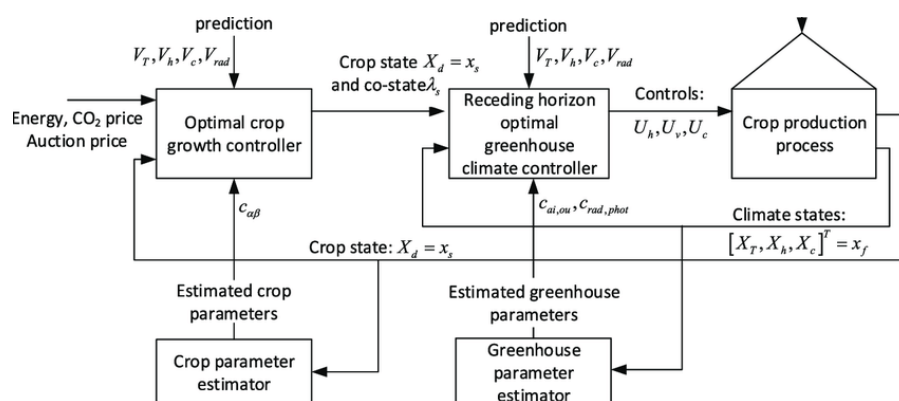 prediction
V_T, V_h, V_c, V_rad
Energy, CO₂ price
Auction price
Optimal crop
growth controller
Crop state X_d = x_s
and co-state λ_s
prediction
V_T, V_h, V_c, V_rad
Receding horizon
optimal
greenhouse
climate controller
Controls:
U_h, U_v, U_c
Crop production
process
c_αβ
c_ai,ou, c_rad,phot
Climate states:
[X_T, X_h, X_c]^T = x_f
Crop state: X_d = x_s
Estimated crop
parameters
Estimated greenhouse
parameters
Crop parameter
estimator
Greenhouse
parameter
estimator